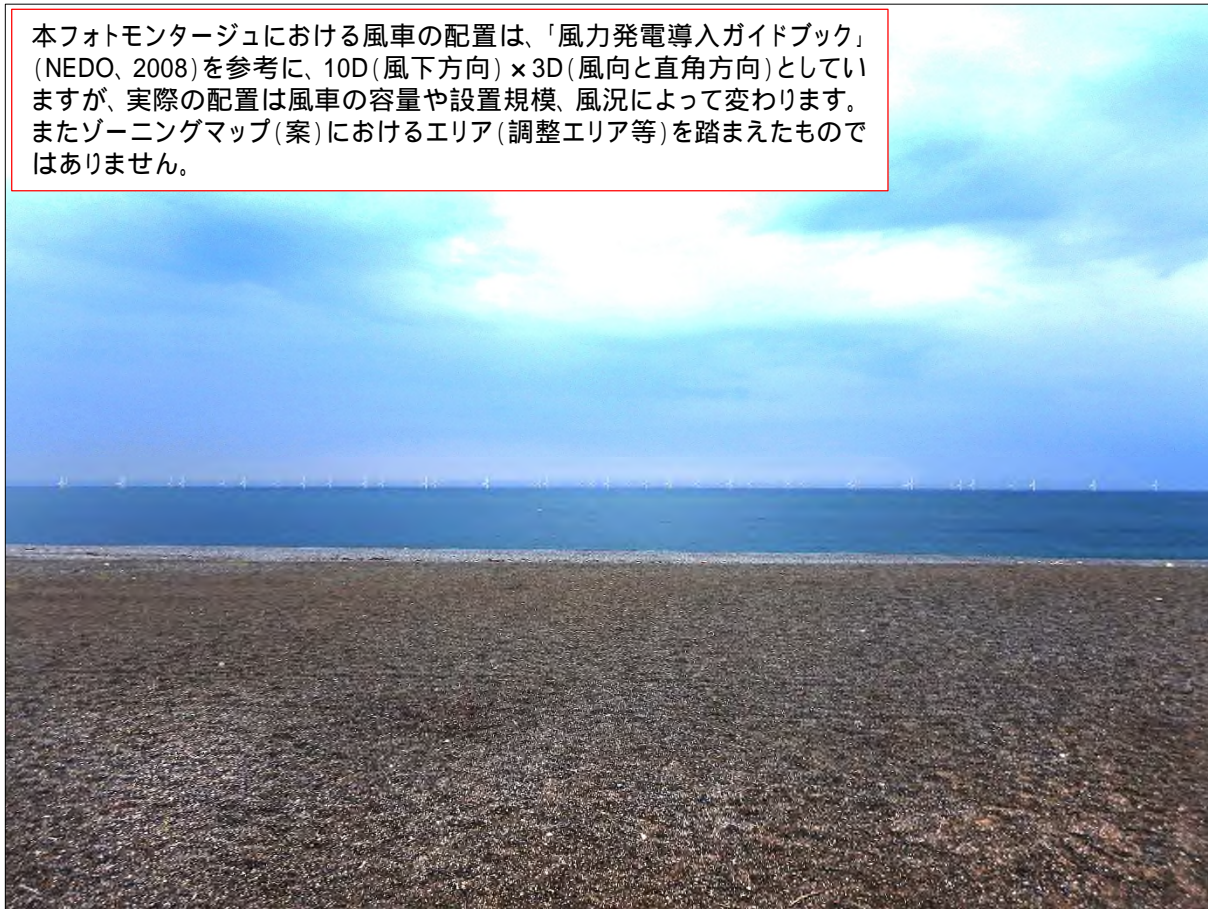 本フォトモンタージュにおける風車の配置は、「風力発電導入ガイドブック」
(NEDO、2008)を参考に、10D(風下方向)×3D(風向と直角方向)としてい
ますが、実際の配置は風車の容量や設置規模、風況によって変わります。
またゾーニングマップ(案)におけるエリア(調整エリア等)を踏まえたもので
はありません。